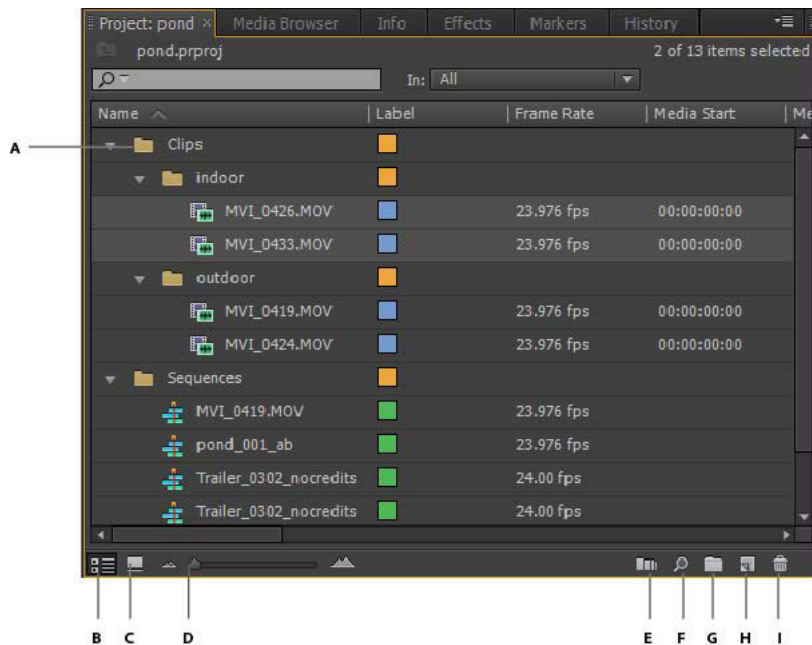 Project: pond × Media Browser Info Effects Markers History
pond.prproj 2 of 13 items selected
In: All
Name Label Frame Rate Media Start Me
A Clips
indoor
MVI_0426.MOV 23.976 fps 00:00:00:00
MVI_0433.MOV 23.976 fps 00:00:00:00
outdoor
MVI_0419.MOV 23.976 fps 00:00:00:00
MVI_0424.MOV 23.976 fps 00:00:00:00
Sequences
MVI_0419.MOV 23.976 fps
pond_001_ab 23.976 fps
Trailer_0302_nocredits 24.00 fps
Trailer_0302_nocredits 24.00 fps
B C D E F G H I